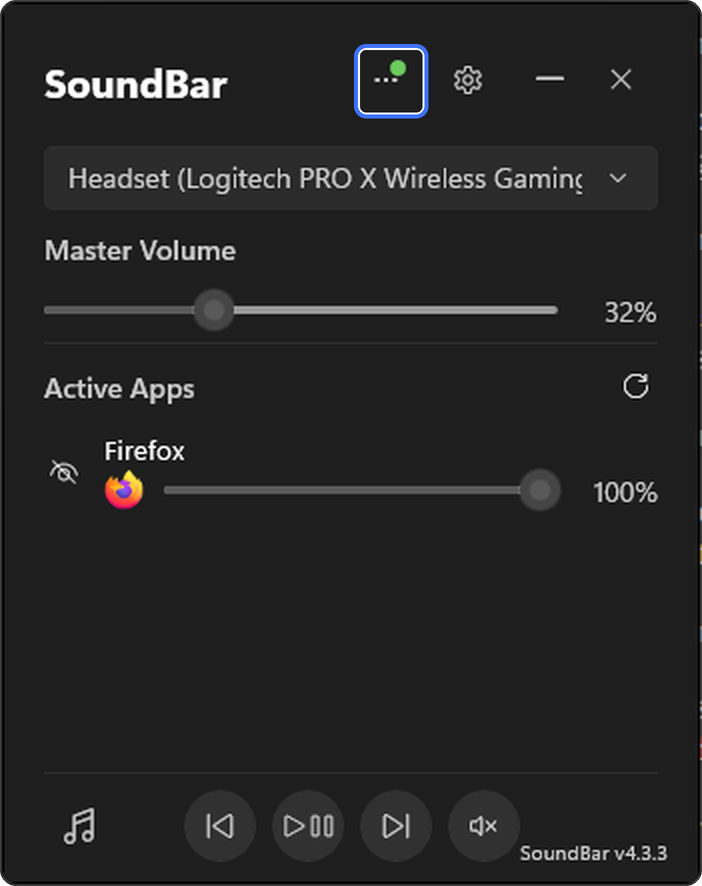 SoundBar
Headset (Logitech PRO X Wireless Gaming
Master Volume
32%
Active Apps
Firefox
100%
SoundBar v4.3.3